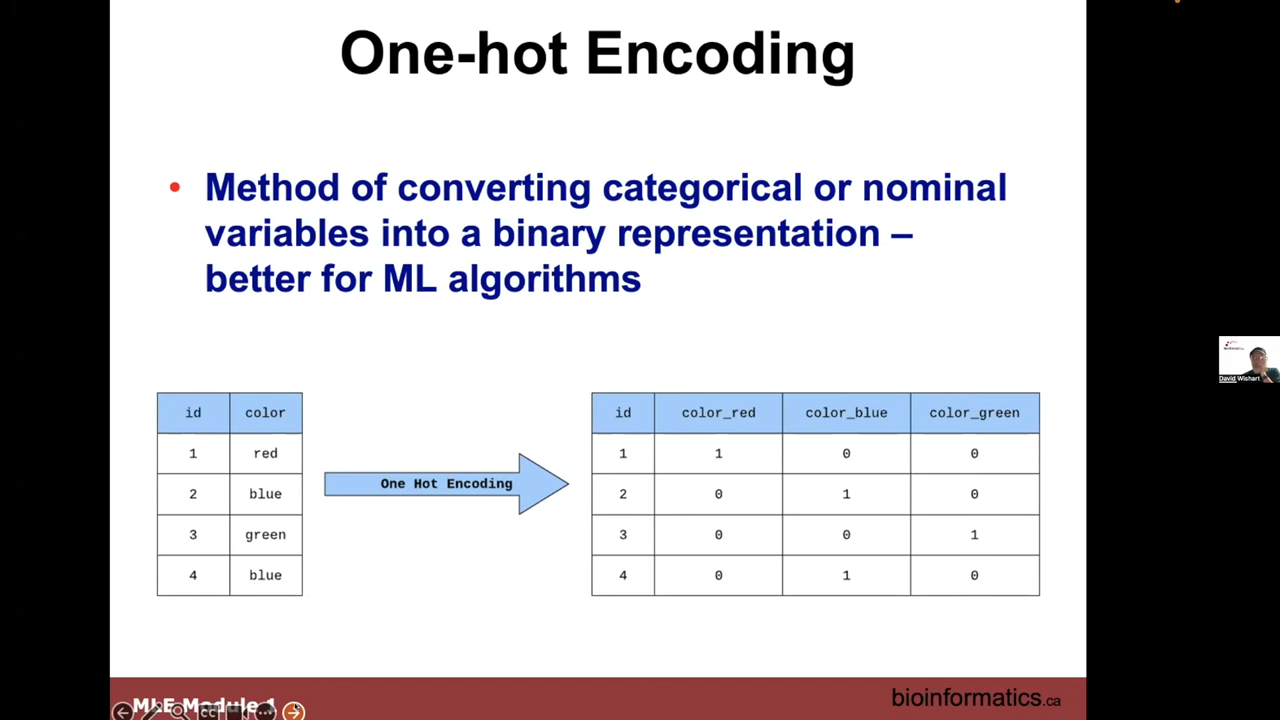 One-hot Encoding
• Method of converting categorical or nominal
variables into a binary representation –
better for ML algorithms
id color
1 red
2 blue
3 green
4 blue
One Hot Encoding
id color_red color_blue color_green
1 1 0 0
2 0 1 0
3 0 0 1
4 0 1 0
David Wishart
MLE Module 1
bioinformatics.ca